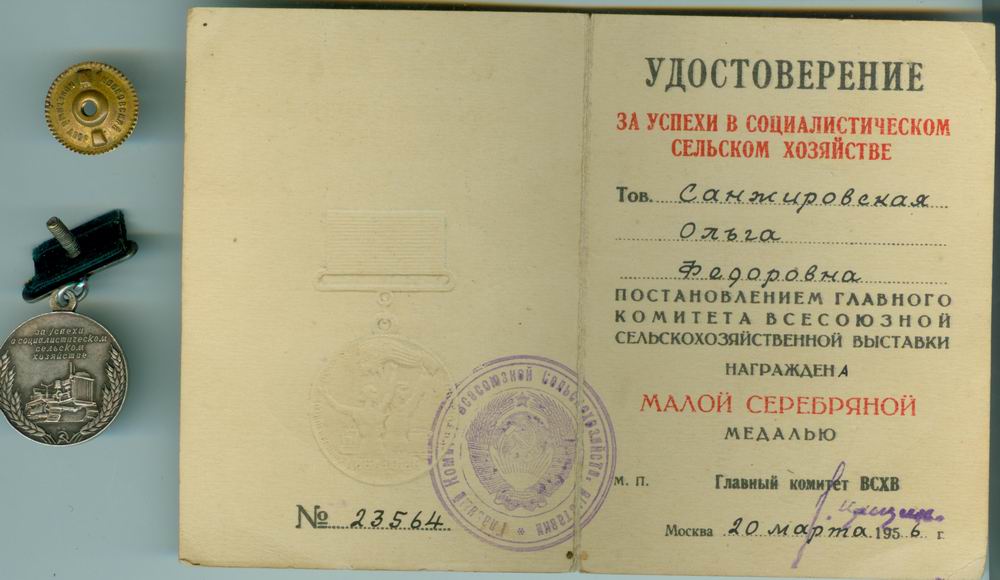 за успехи
в социалистическом
сельском
хозяйстве
№ 23564
УДОСТОВЕРЕНИЕ
ЗА УСПЕХИ В СОЦИАЛИСТИЧЕСКОМ
СЕЛЬСКОМ ХОЗЯЙСТВЕ
Тов. Санжировская
Ольга
Федоровна
ПОСТАНОВЛЕНИЕМ ГЛАВНОГО
КОМИТЕТА ВСЕСОЮЗНОЙ
СЕЛЬСКОХОЗЯЙСТВЕННОЙ ВЫСТАВКИ
НАГРАЖДЕНА
МАЛОЙ СЕРЕБРЯНОЙ
МЕДАЛЬЮ
М. П.
Главный комитет ВСХВ
Москва 20 марта 1956 г